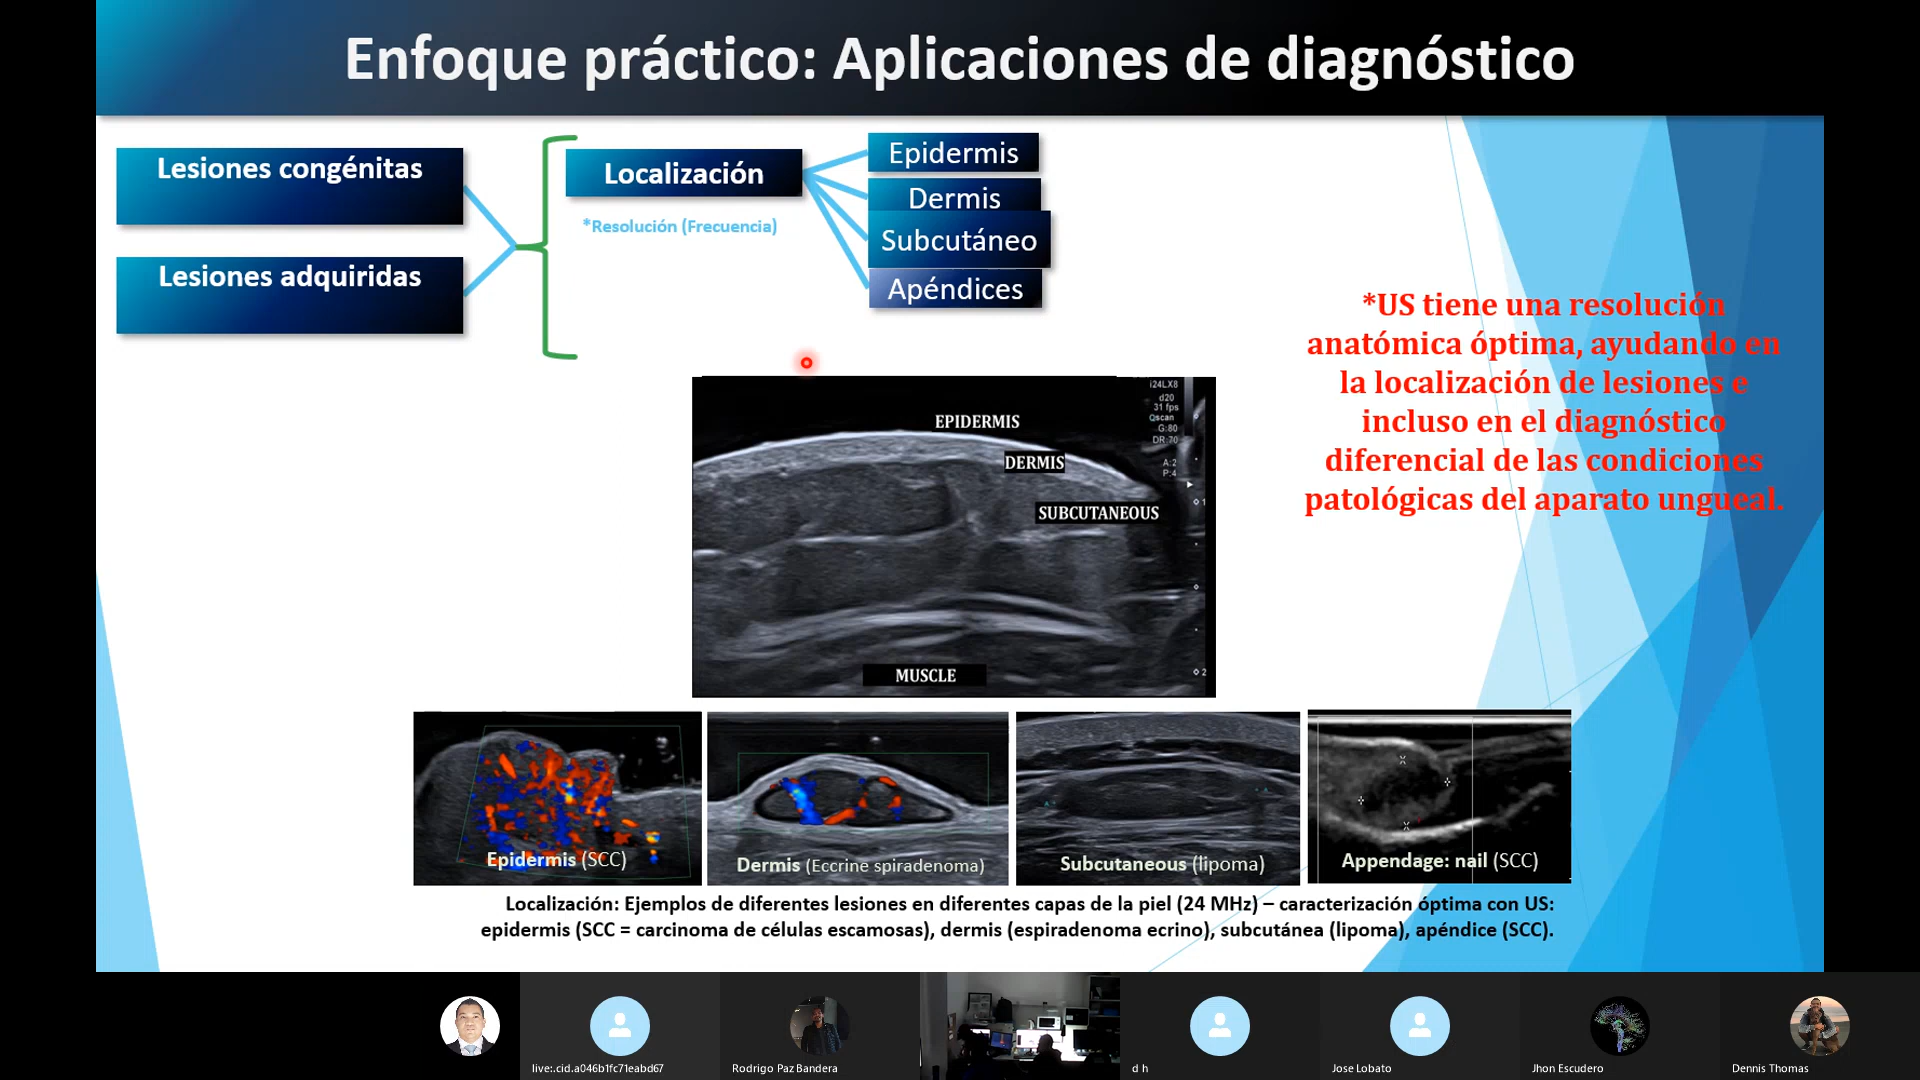 Enfoque práctico: Aplicaciones de diagnóstico
Lesiones congénitas
Lesiones adquiridas
Localización
*Resolución (Frecuencia)
Epidermis
Dermis
Subcutáneo
Apéndices
*US tiene una resolución
anatómica óptima, ayudando en
la localización de lesiones e
incluso en el diagnóstico
diferencial de las condiciones
patológicas del aparato ungueal.
EPIDERMIS
DERMIS
SUBCUTANEOUS
MUSCLE
i24LX8
d20
31 fps
Qscan
G:80
DR:70
A:2
P:4
1
2
Epidermis (SCC)
Dermis (Eccrine spiradenoma)
Subcutaneous (lipoma)
Appendage: nail (SCC)
Localización: Ejemplos de diferentes lesiones en diferentes capas de la piel (24 MHz) – caracterización óptima con US:
epidermis (SCC = carcinoma de células escamosas), dermis (espiradenoma ecrino), subcutánea (lipoma), apéndice (SCC).
live:.cid.a046b1fc71eabd67
Rodrigo Paz Bandera
d h
Jose Lobato
Jhon Escudero
Dennis Thomas